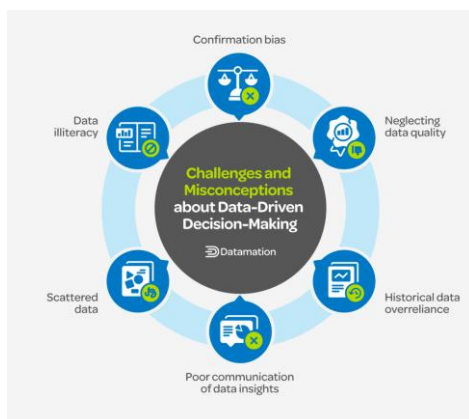 Confirmation bias
Data
illiteracy
Neglecting
data quality
Challenges and
Misconceptions
about Data-Driven
Decision-Making
Datamation
Scattered
data
Historical data
overreliance
Poor communication
of data insights